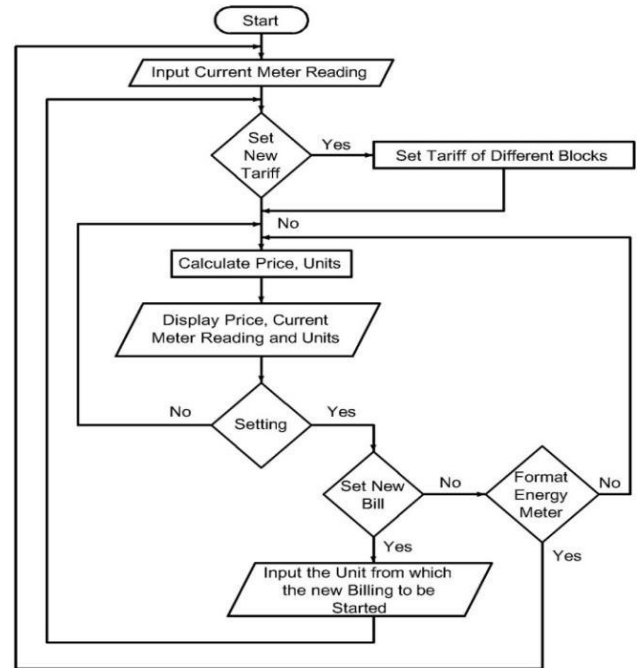 Start
Input Current Meter Reading
Set
New
Tariff
Yes
Set Tariff of Different Blocks
No
Calculate Price, Units
Display Price, Current
Meter Reading and Units
No
Setting
Yes
Set New
Bill
No
Format
Energy
Meter
No
Yes
Yes
Input the Unit from which
the new Billing to be
Started